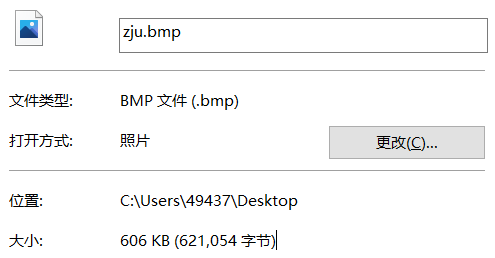 zju.bmp
文件类型: BMP 文件 (.bmp)
打开方式: 照片 更改(C)...
位置: C:\Users\49437\Desktop
大小: 606 KB (621,054 字节)